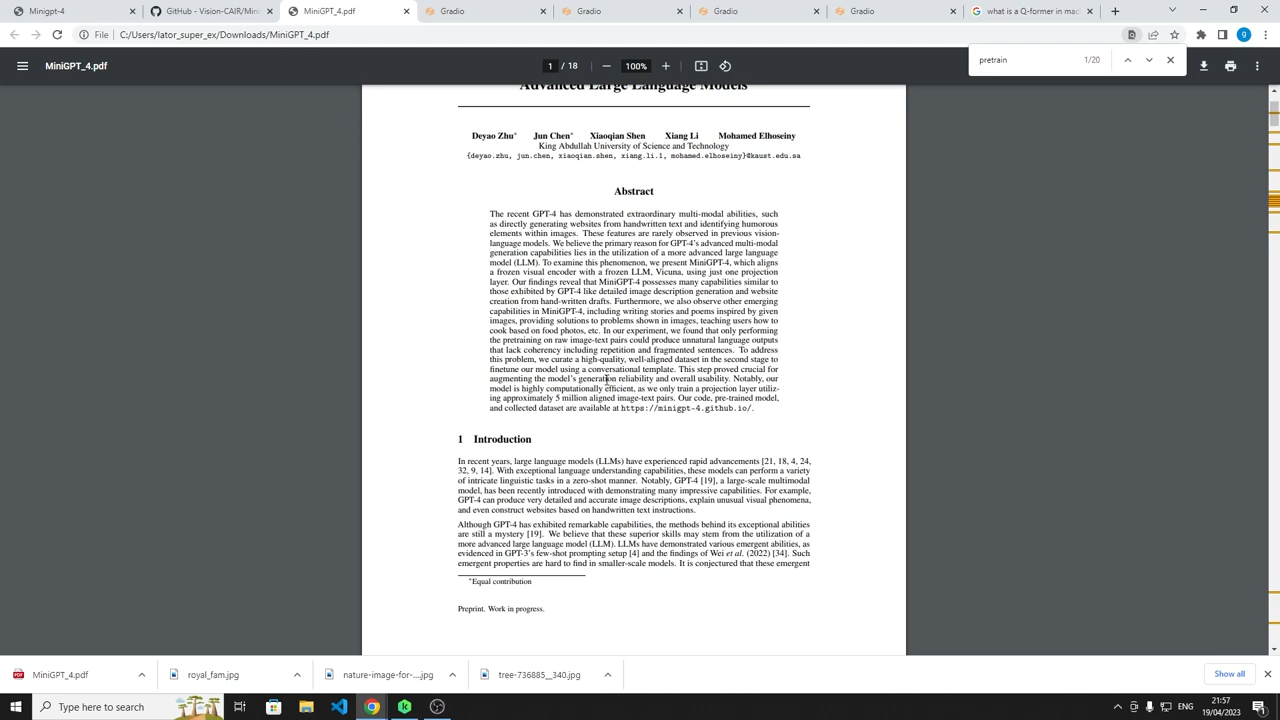 Minigpt-4
GitHub - Vision-CAIR/Min
MiniGPT_4.pdf
Gradio
Gradio
Gradio
Gradio
Gradio
what is a Q-former in mac
File
C:/Users/lator_super_ex/Downloads/MiniGPT_4.pdf
g
MiniGPT_4.pdf
1 / 18
100%
pretrain
1/20
Advanced Large Language Models
Deyao Zhu* Jun Chen* Xiaoqian Shen Xiang Li Mohamed Elhoseiny
King Abdullah University of Science and Technology
{deyao.zhu, jun.chen, xiaoqian.shen, xiang.li.1, mohamed.elhoseiny}@kaust.edu.sa
Abstract
The recent GPT-4 has demonstrated extraordinary multi-modal abilities, such
as directly generating websites from handwritten text and identifying humorous
elements within images. These features are rarely observed in previous vision-
language models. We believe the primary reason for GPT-4's advanced multi-modal
generation capabilities lies in the utilization of a more advanced large language
model (LLM). To examine this phenomenon, we present MiniGPT-4, which aligns
a frozen visual encoder with a frozen LLM, Vicuna, using just one projection
layer. Our findings reveal that MiniGPT-4 possesses many capabilities similar to
those exhibited by GPT-4 like detailed image description generation and website
creation from hand-written drafts. Furthermore, we also observe other emerging
capabilities in MiniGPT-4, including writing stories and poems inspired by given
images, providing solutions to problems shown in images, teaching users how to
cook based on food photos, etc. In our experiment, we found that only performing
the pretraining on raw image-text pairs could produce unnatural language outputs
that lack coherency including repetition and fragmented sentences. To address
this problem, we curate a high-quality, well-aligned dataset in the second stage to
finetune our model using a conversational template. This step proved crucial for
augmenting the model's generation reliability and overall usability. Notably, our
model is highly computationally efficient, as we only train a projection layer utiliz-
ing approximately 5 million aligned image-text pairs. Our code, pre-trained model,
and collected dataset are available at https://minigpt-4.github.io/.
1 Introduction
In recent years, large language models (LLMs) have experienced rapid advancements [21, 18, 4, 24,
32, 9, 14]. With exceptional language understanding capabilities, these models can perform a variety
of intricate linguistic tasks in a zero-shot manner. Notably, GPT-4 [19], a large-scale multimodal
model, has been recently introduced with demonstrating many impressive capabilities. For example,
GPT-4 can produce very detailed and accurate image descriptions, explain unusual visual phenomena,
and even construct websites based on handwritten text instructions.
Although GPT-4 has exhibited remarkable capabilities, the methods behind its exceptional abilities
are still a mystery [19]. We believe that these superior skills may stem from the utilization of a
more advanced large language model (LLM). LLMs have demonstrated various emergent abilities, as
evidenced in GPT-3's few-shot prompting setup [4] and the findings of Wei et al. (2022) [34]. Such
emergent properties are hard to find in smaller-scale models. It is conjectured that these emergent
*Equal contribution
Preprint. Work in progress.
MiniGPT_4.pdf
royal_fam.jpg
nature-image-for-....jpg
tree-736885__340.jpg
Show all
Type here to search
21:57
19/04/2023